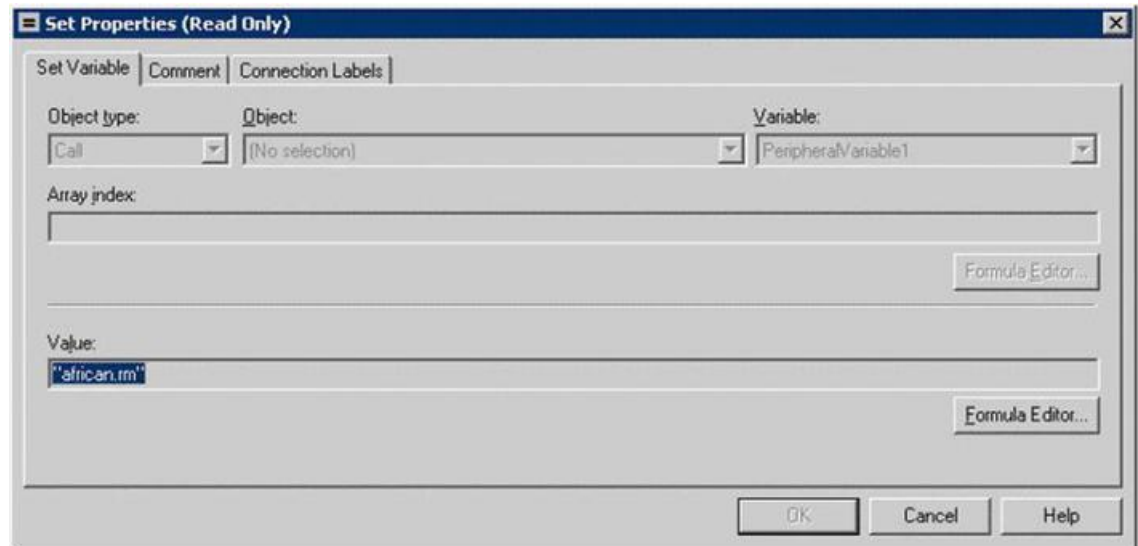 Set Properties (Read Only)
Set Variable Comment Connection Labels
Object type: Object: Variable:
Call (No selection) PeripheralVariable1
Array index:
Formula Editor...
Value:
"african.rm"
Formula Editor...
OK Cancel Help